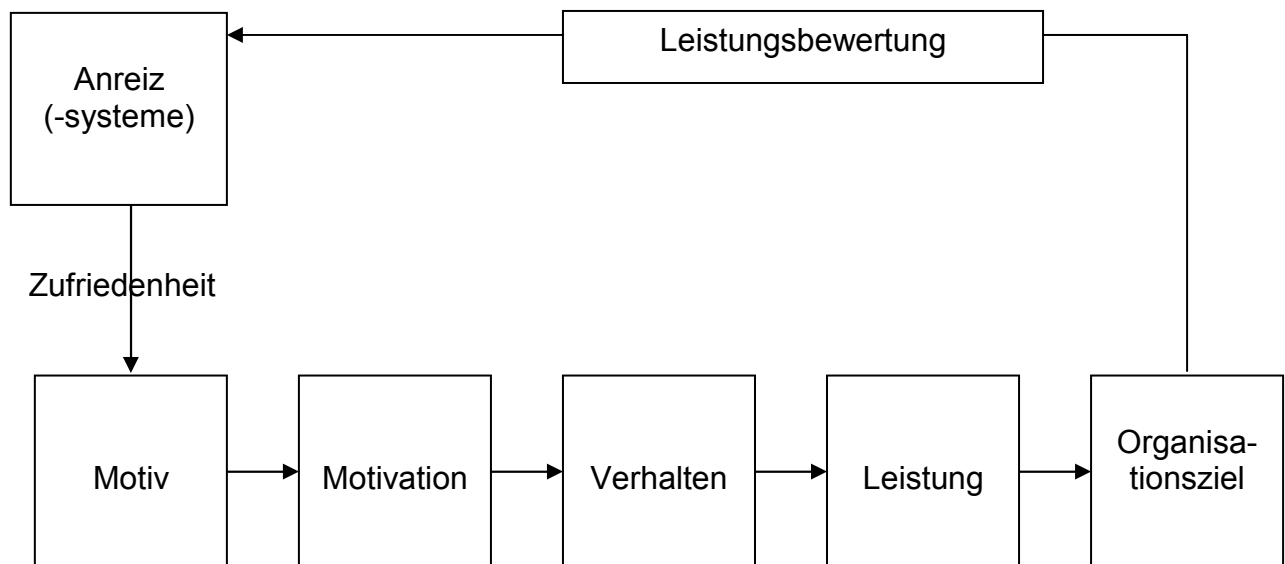 Leistungsbewertung
Anreiz
(-systeme)
Zufriedenheit
Motiv
Motivation
Verhalten
Leistung
Organisa-
tionsziel